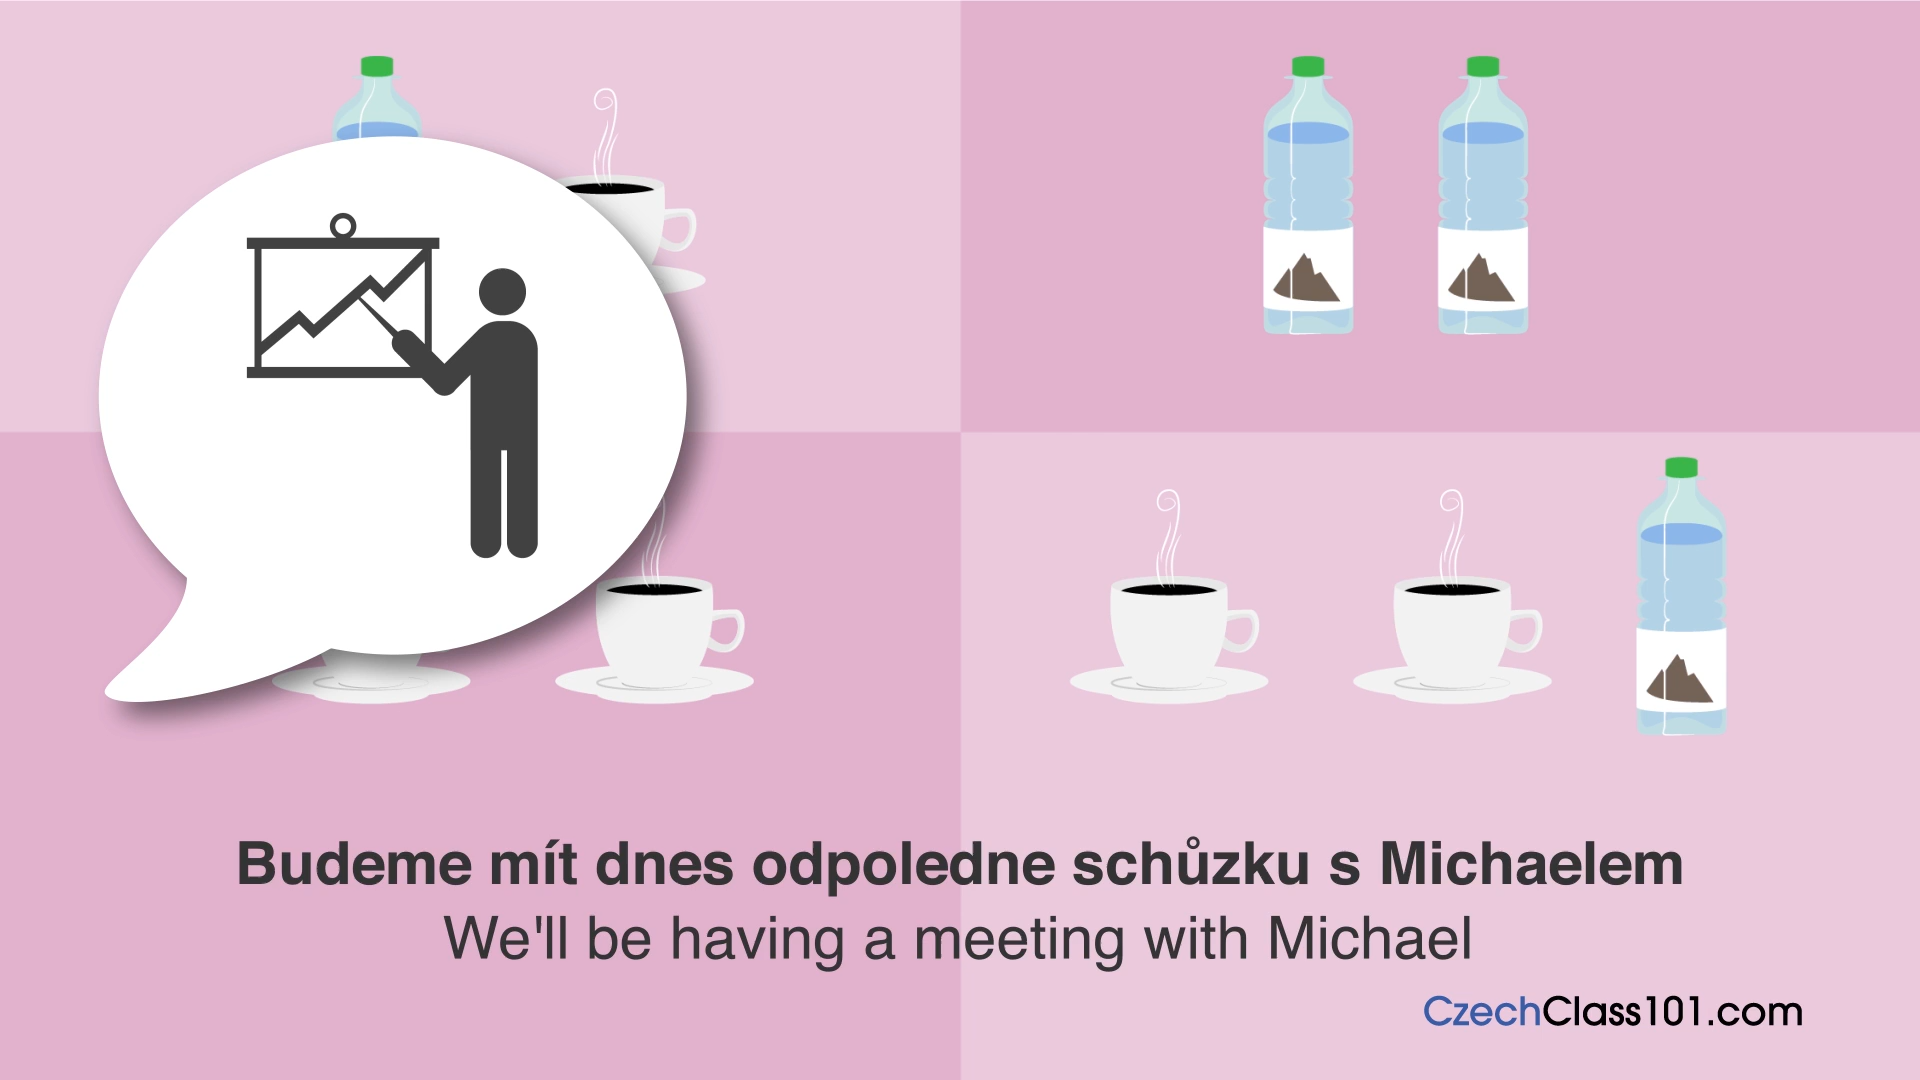 Budeme mít dnes odpoledne schůzku s Michaelem
We'll be having a meeting with Michael
CzechClass101.com